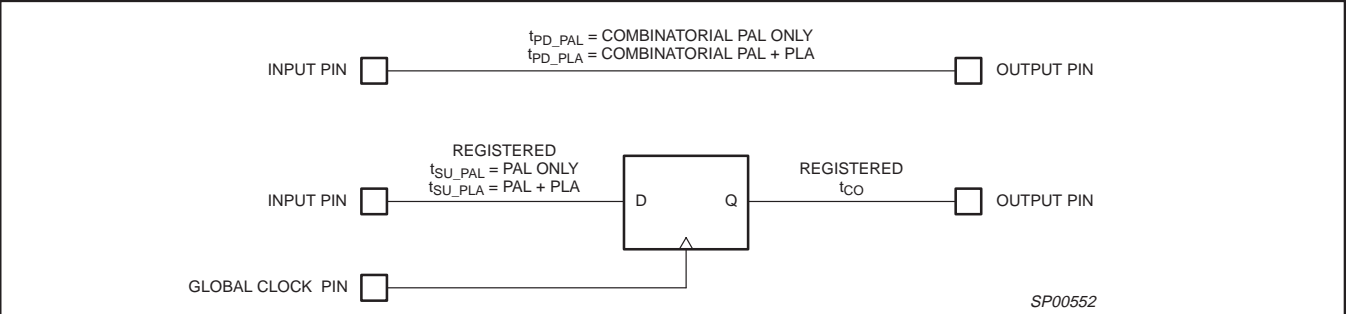 tPD_PAL = COMBINATORIAL PAL ONLY
tPD_PLA = COMBINATORIAL PAL + PLA
INPUT PIN
OUTPUT PIN
REGISTERED
tSU_PAL = PAL ONLY
tSU_PLA = PAL + PLA
REGISTERED
tCO
INPUT PIN
D
Q
OUTPUT PIN
GLOBAL CLOCK PIN
SP00552